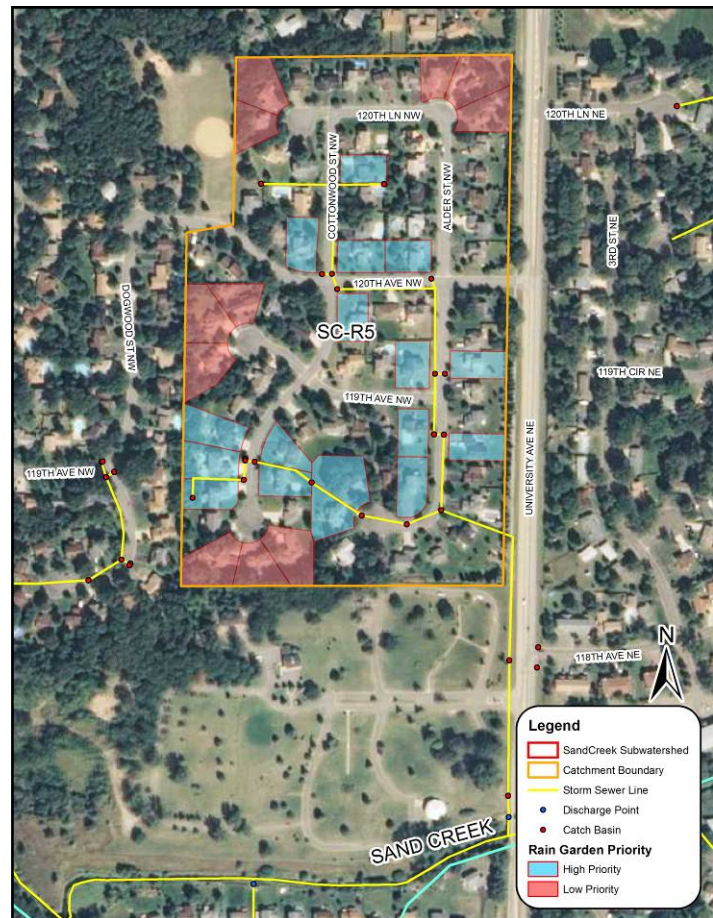 120TH LN NW
120TH LN NE
COTTONWOOD ST NW
ALDER ST NW
3RD ST NE
DOGWOOD ST NW
120TH AVE NW
SC-R5
119TH CIR NE
119TH AVE NW
119TH AVE NW
UNIVERSITY AVE NE
118TH AVE NE
N
SAND CREEK
Legend
SandCreek Subwatershed
Catchment Boundary
Storm Sewer Line
Discharge Point
Catch Basin
Rain Garden Priority
High Priority
Low Priority